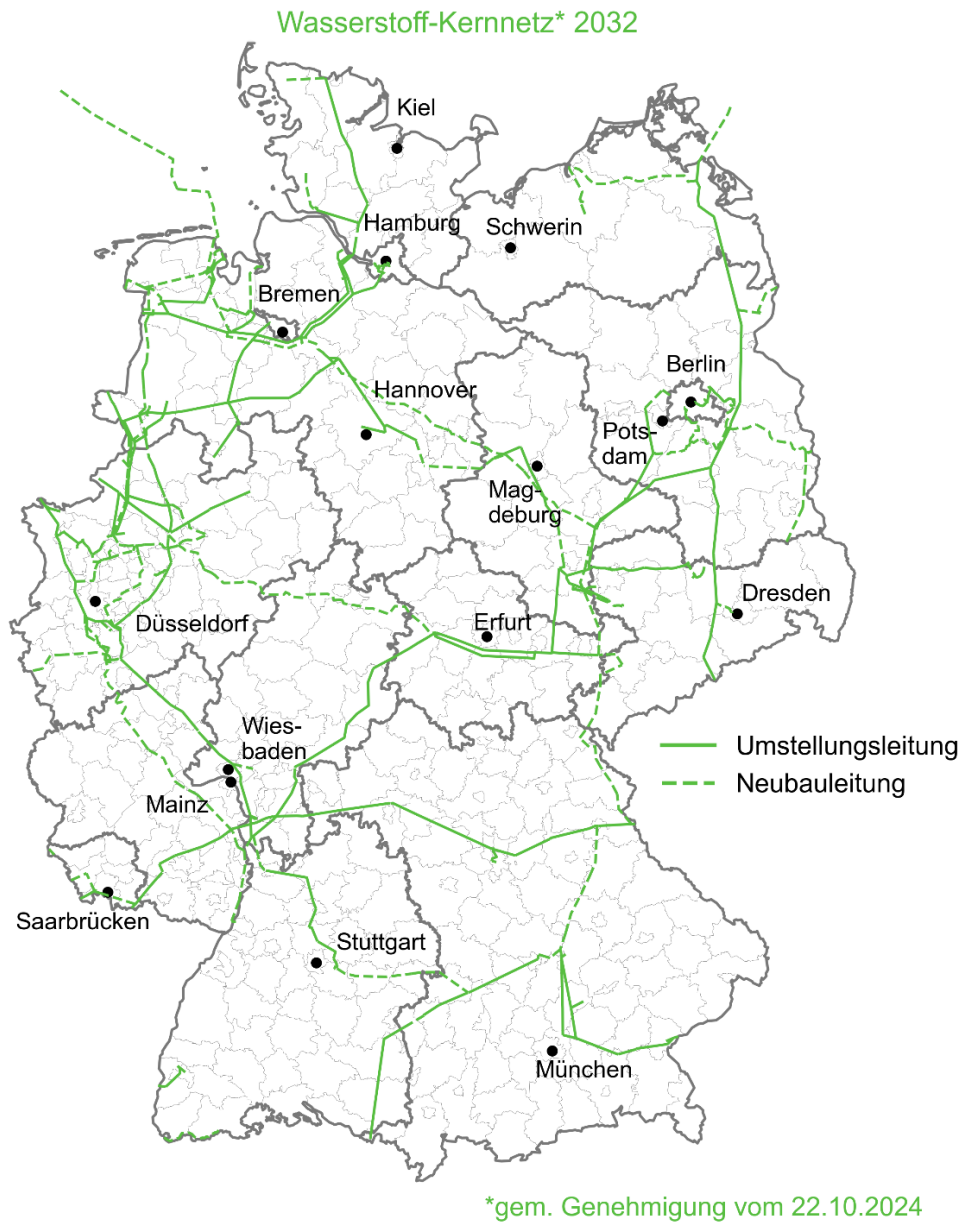 Wasserstoff-Kernnetz* 2032
Kiel
Hamburg
Schwerin
Bremen
Berlin
Hannover
Pots-
dam
Mag-
deburg
Dresden
Düsseldorf
Erfurt
Wies-
baden
Umstellungsleitung
Neubauleitung
Mainz
Saarbrücken
Stuttgart
München
*gem. Genehmigung vom 22.10.2024